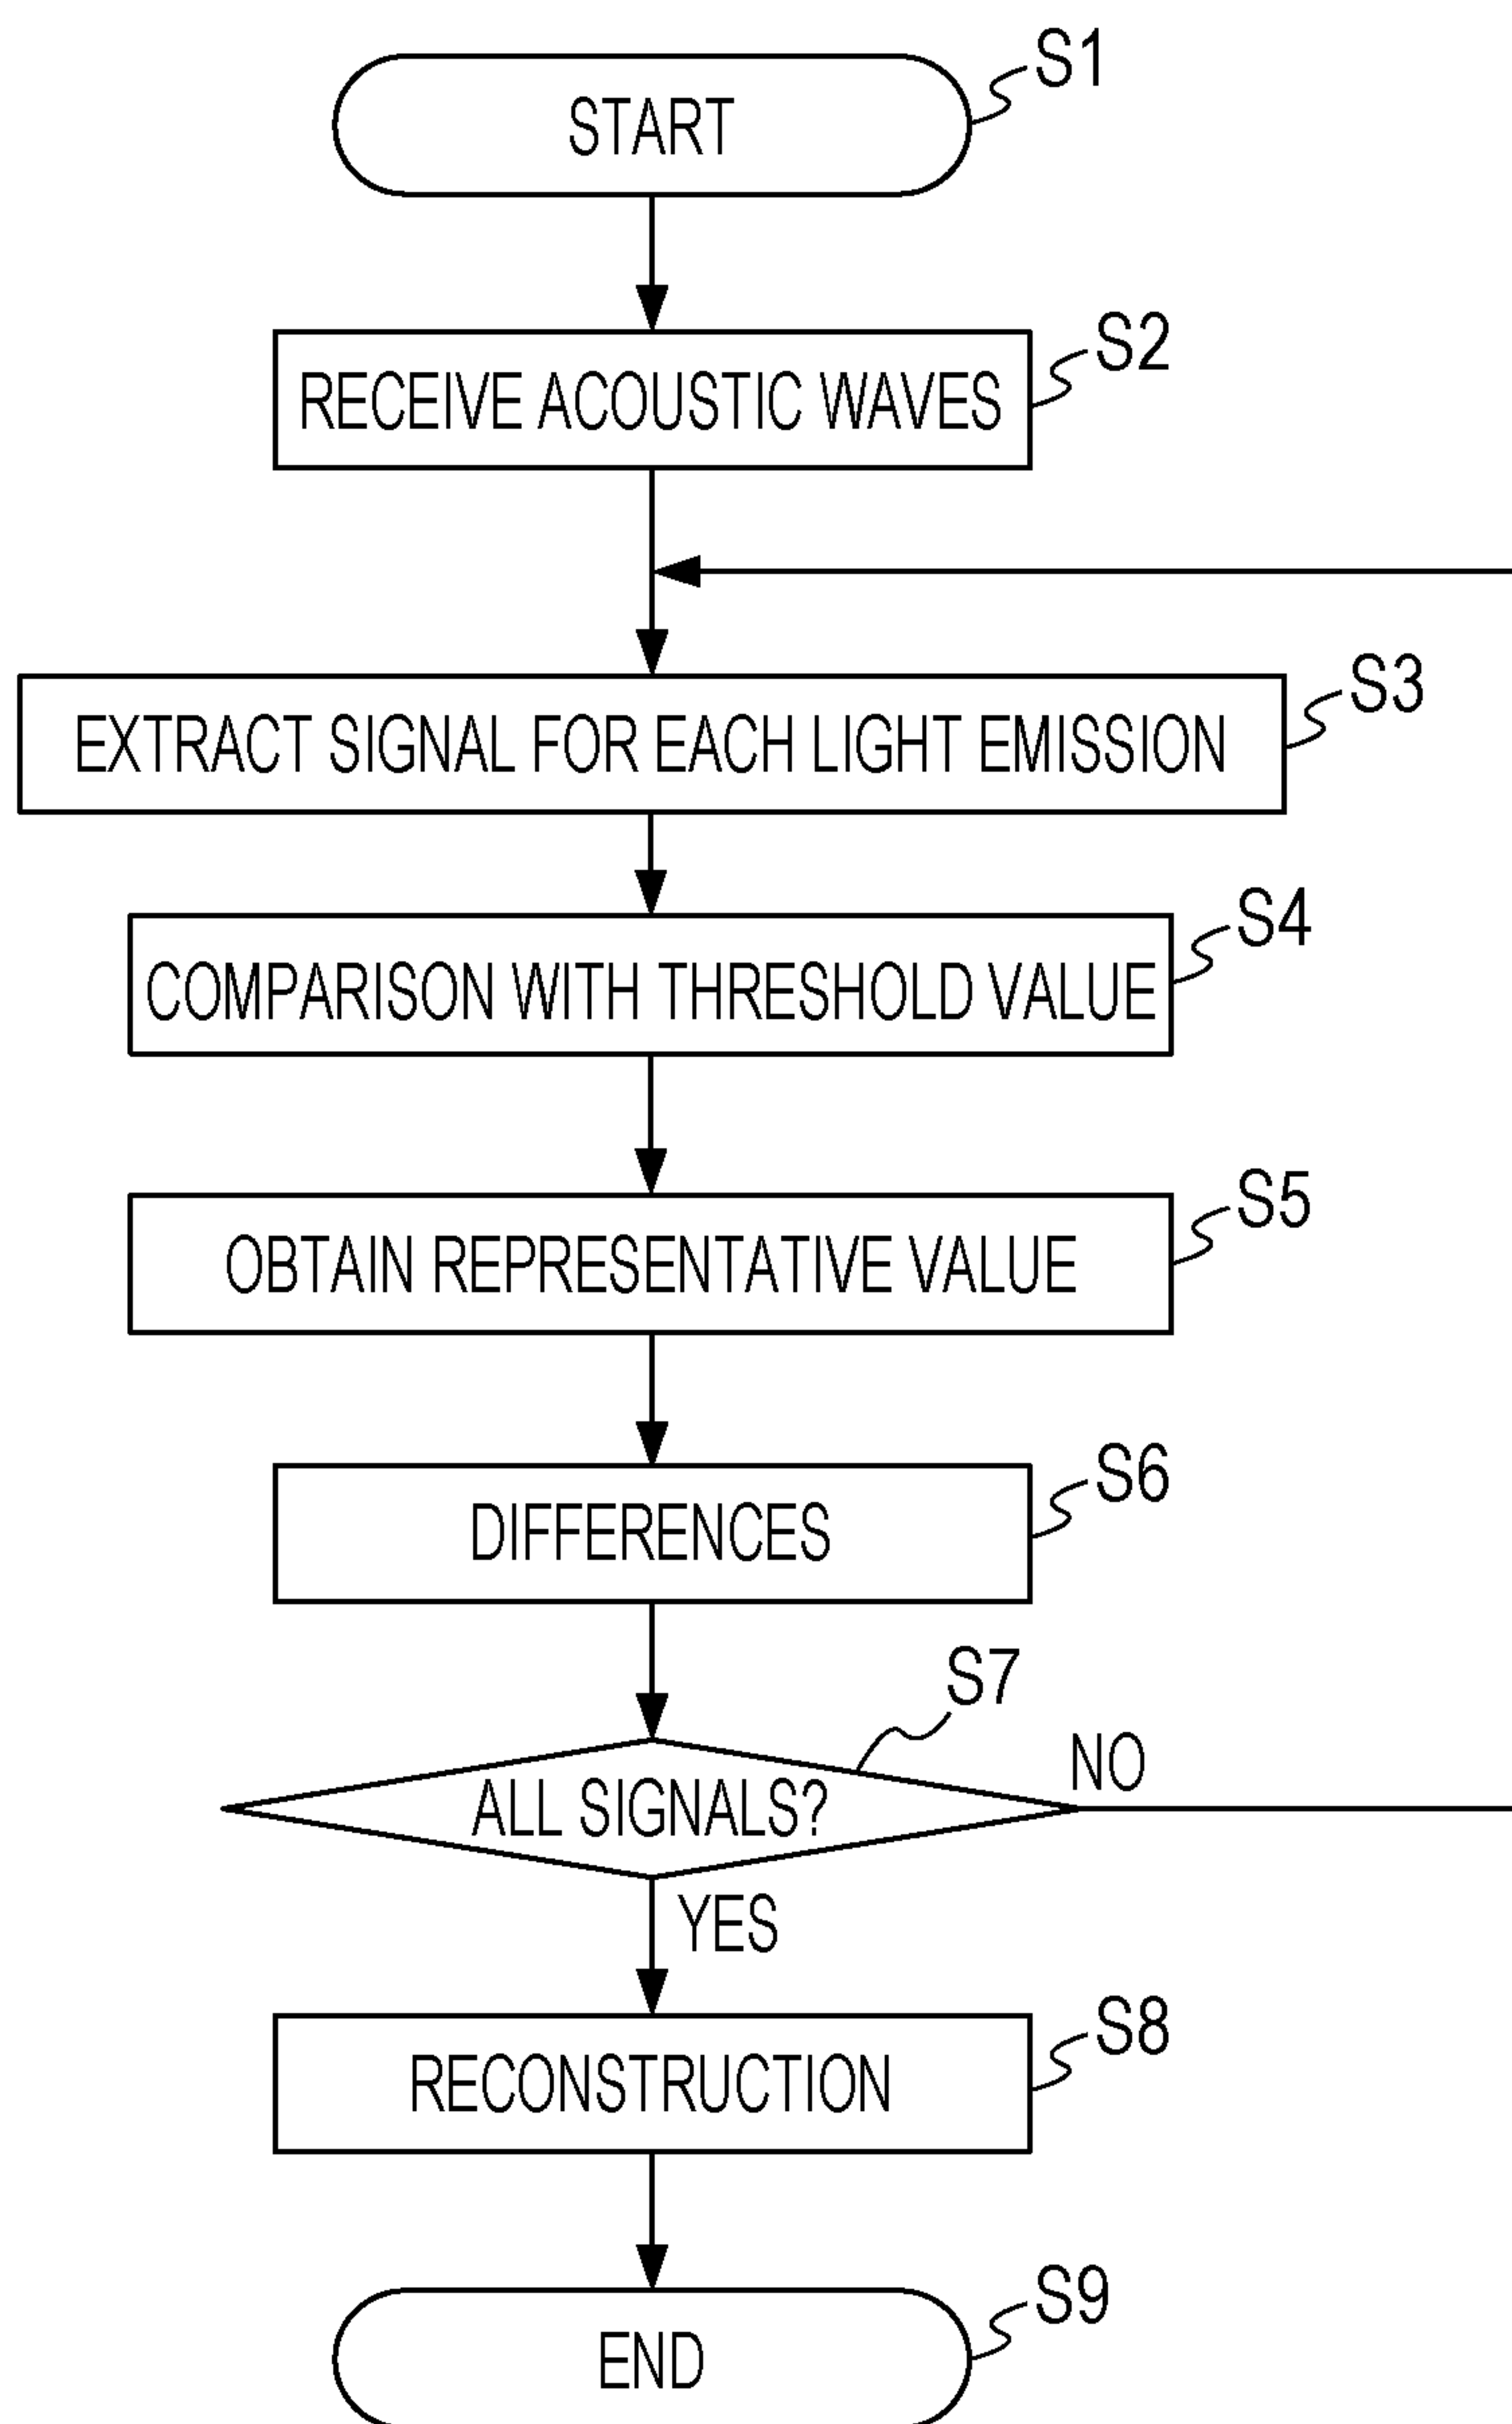 S1
START
S2
RECEIVE ACOUSTIC WAVES
S3
EXTRACT SIGNAL FOR EACH LIGHT EMISSION
S4
COMPARISON WITH THRESHOLD VALUE
S5
OBTAIN REPRESENTATIVE VALUE
S6
DIFFERENCES
S7
NO
ALL SIGNALS?
YES
S8
RECONSTRUCTION
S9
END